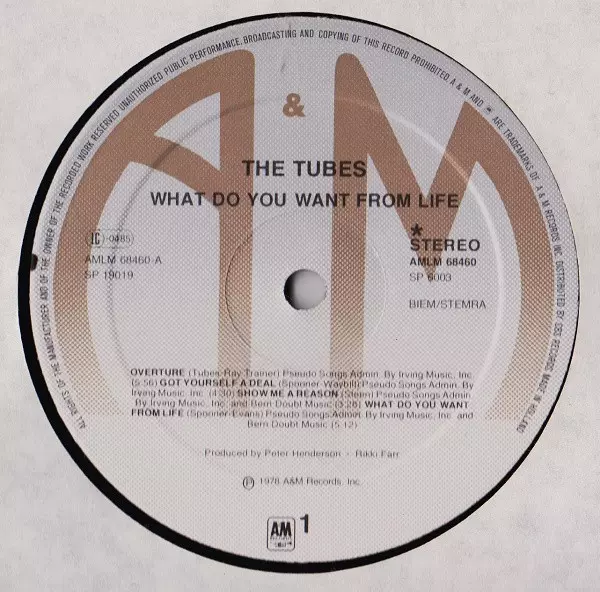 ALL RIGHTS OF THE MANUFACTURER AND OF THE OWNER OF THE RECORDED WORK RESERVED UNAUTHORIZED PUBLIC PERFORMANCE, BROADCASTING AND COPYING OF THIS RECORD PROHIBITED A & M AND ARE TRADEMARKS OF A & M RECORDS INC. DISTRIBUTED BY CBS RECORDS MADE IN HOLLAND
A & M
THE TUBES
WHAT DO YOU WANT FROM LIFE
IC -0485
* STEREO
AMLM 68460-A
AMLM 68460
SP 19019
SP 6003
BIEM/STEMRA
OVERTURE (Tubes-Ray Trainer) Pseudo Songs Admin. By Irving Music, Inc.
(5:56) GOT YOURSELF A DEAL (Spooner-Waybill) Pseudo Songs Admin. By
Irving Music, Inc. (4:30) SHOW ME A REASON (Steen) Pseudo Songs Admin.
By Irving Music, Inc. and Bern Doubt Music (3:28) WHAT DO YOU WANT
FROM LIFE (Spooner-Evans) Pseudo Songs Admin. By Irving Music, Inc. and
Bern Doubt Music (5:12)
Produced by Peter Henderson - Rikki Farr
℗ 1978 A&M Records, Inc.
AM 1